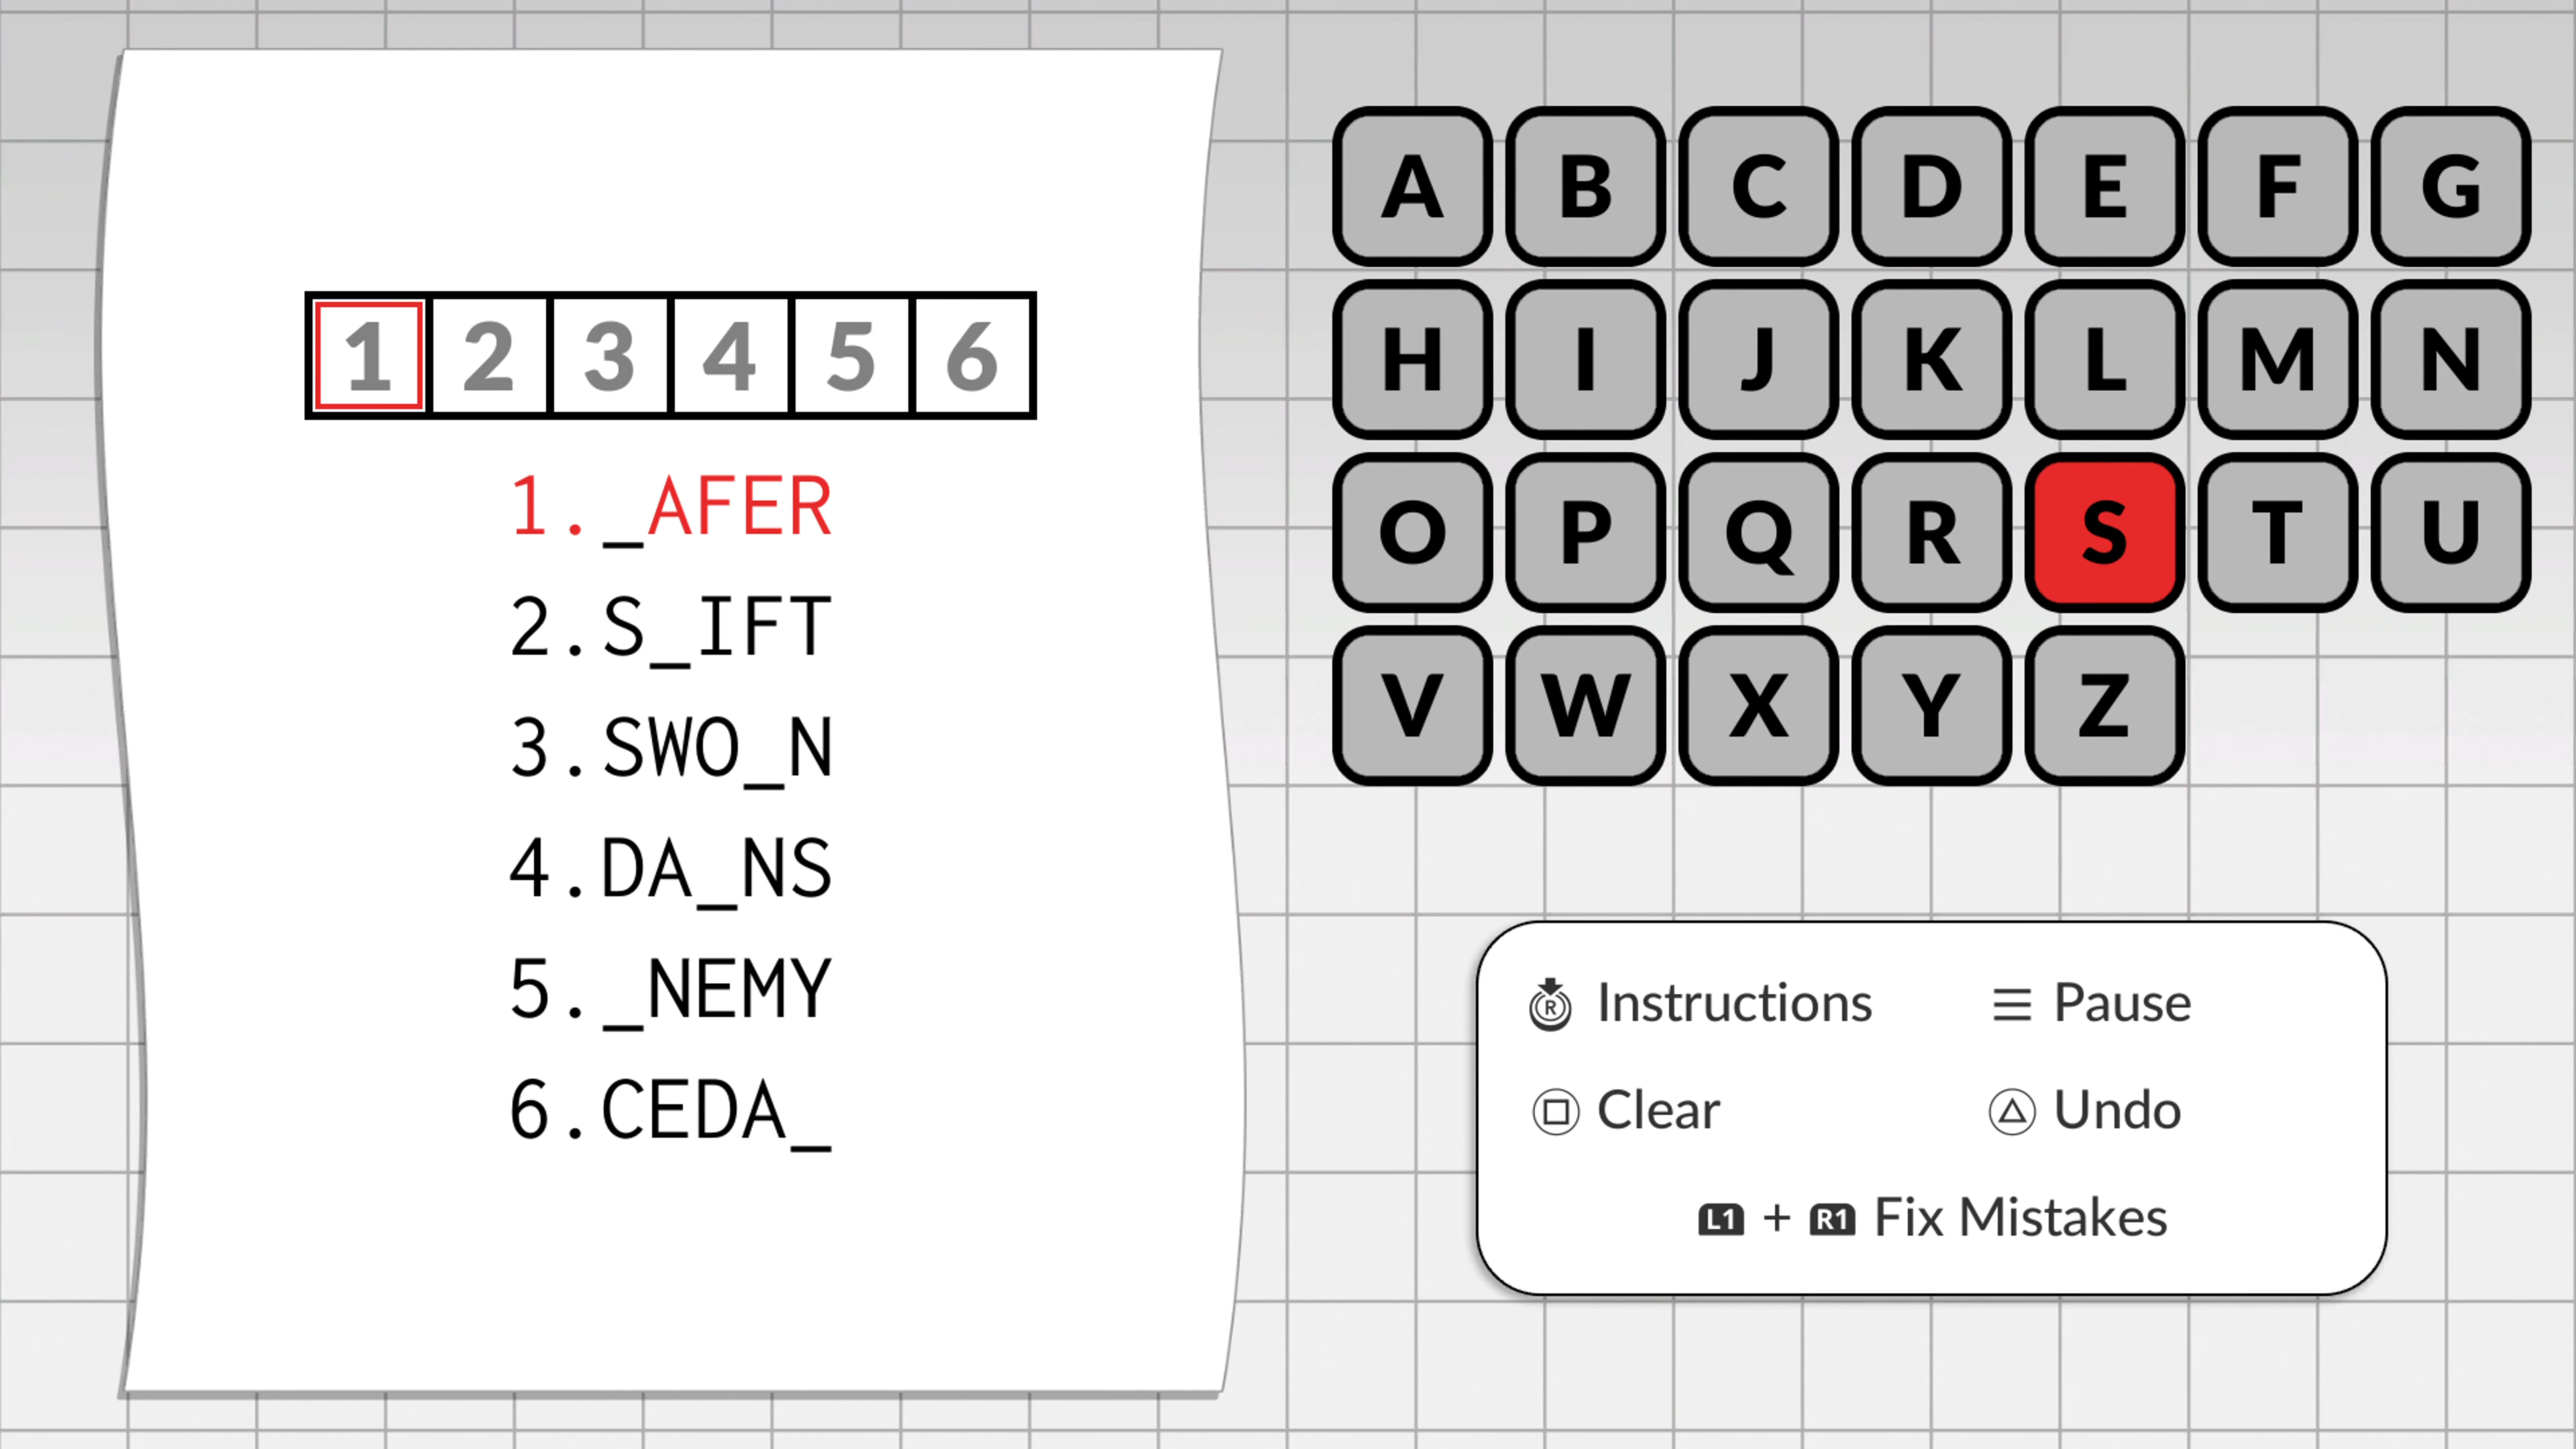 1 2 3 4 5 6
1._AFER
2.S_IFT
3.SWO_N
4.DA_NS
5._NEMY
6.CEDA_
A B C D E F G
H I J K L M N
O P Q R S T U
V W X Y Z
R Instructions
Pause
Clear
Undo
L1 + R1 Fix Mistakes